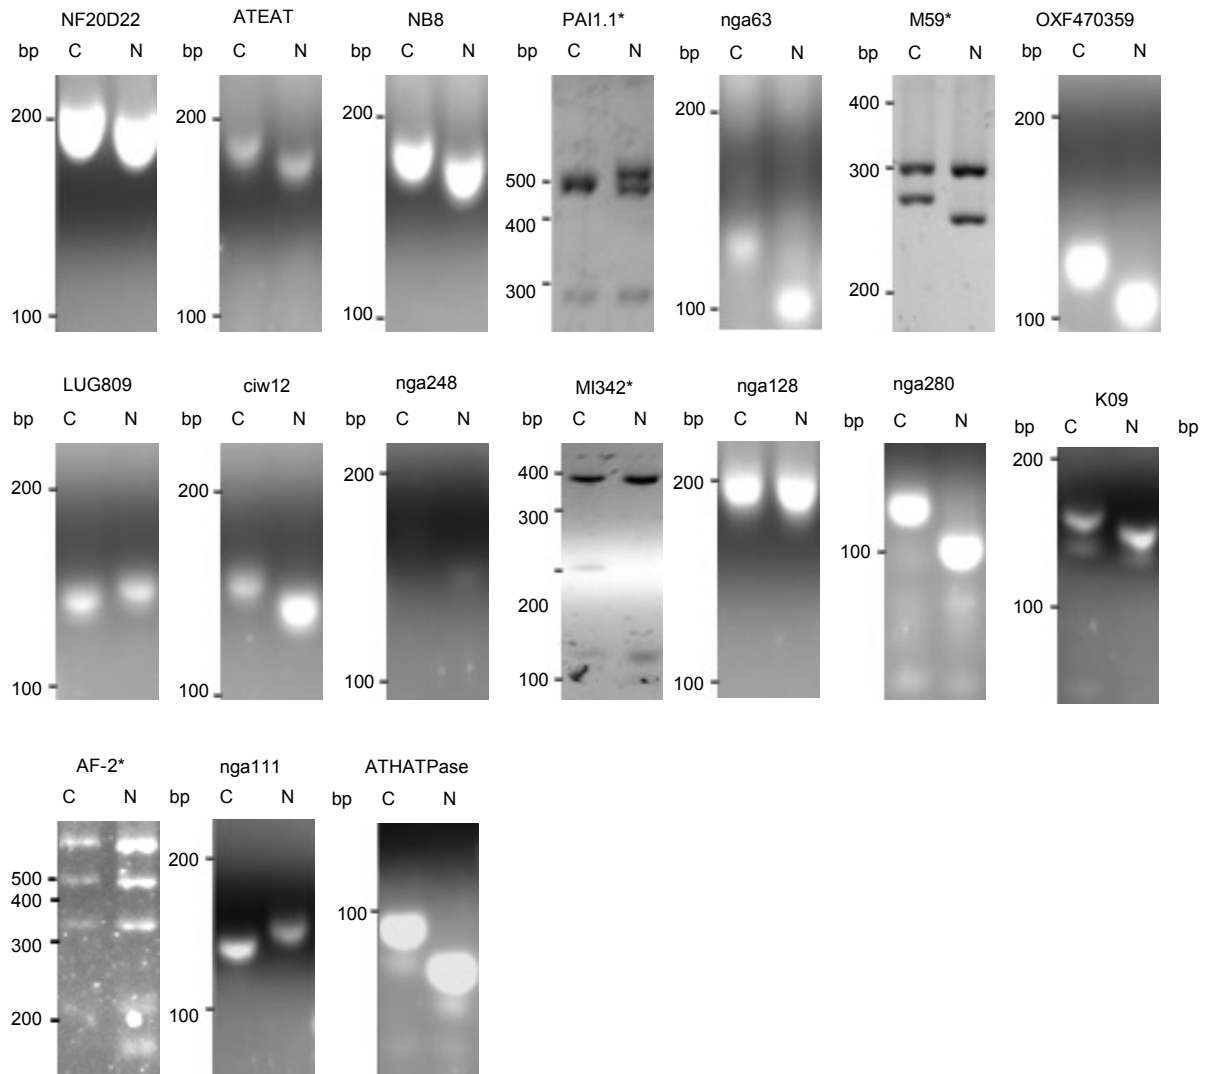 NF20D22 ATEAT NB8 PAI1.1* nga63 M59* OXF470359
bp C N bp C N bp C N bp C N bp C N bp C N bp C N
200 200 200 500 400 300 200 400 300 200 200
100 100 100 100 100
LUG809 ciw12 nga248 MI342* nga128 nga280 K09
bp C N bp C N bp C N bp C N bp C N bp C N bp C N bp
200 200 200 400 300 200 100 200 100 200
100 100 100 100 100
AF-2* nga111 ATHATPase
C N bp C N bp C N
500 400 300 200 200 100 100